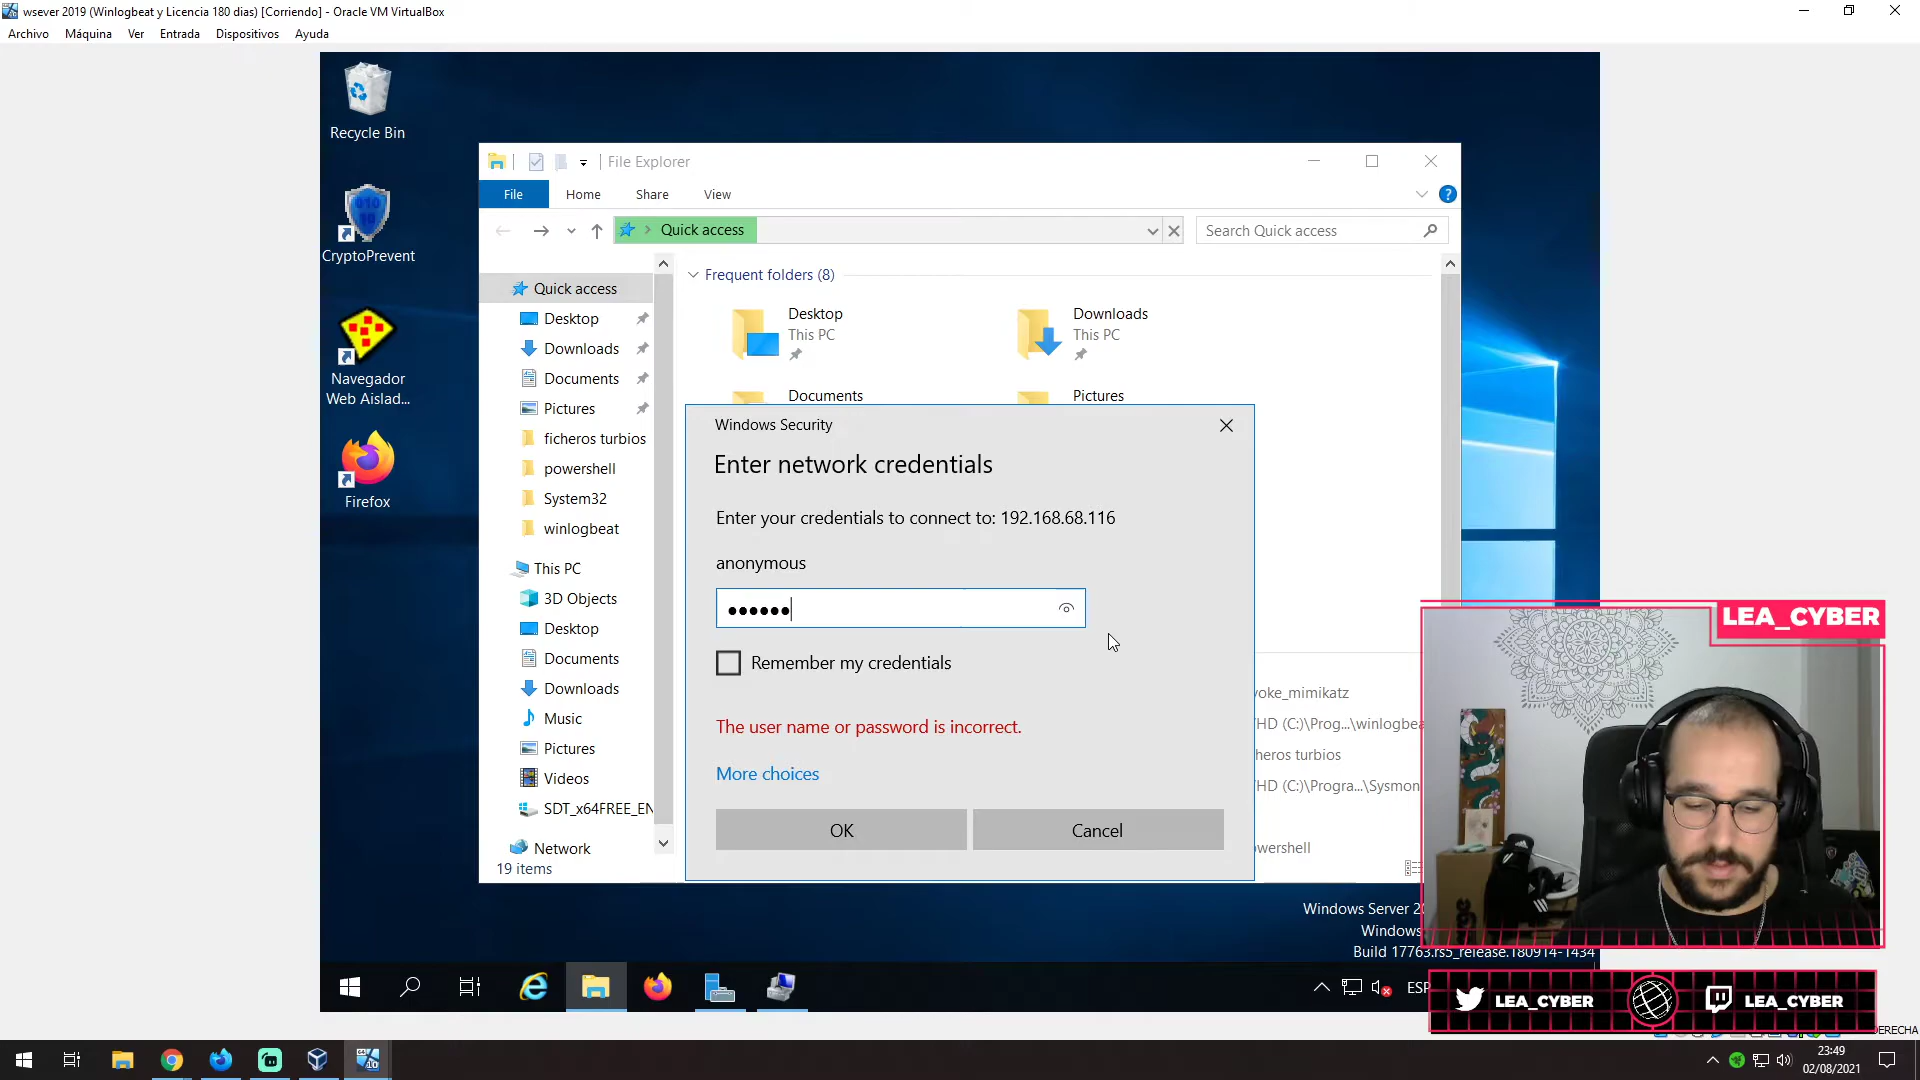 wsever 2019 (Winlogbeat y Licencia 180 dias) [Corriendo] - Oracle VM VirtualBox
Archivo Máquina Ver Entrada Dispositivos Ayuda
Recycle Bin
CryptoPrevent
Navegador
Web Aislad...
Firefox
File Explorer
File Home Share View
Quick access
Search Quick access
Quick access
Desktop
Downloads
Documents
Pictures
ficheros turbios
powershell
System32
winlogbeat
This PC
3D Objects
Desktop
Documents
Downloads
Music
Pictures
Videos
SDT_x64FREE_EN
Network
19 items
Frequent folders (8)
Desktop
This PC
Downloads
This PC
Documents
Pictures
Windows Security
Enter network credentials
Enter your credentials to connect to: 192.168.68.116
anonymous
Remember my credentials
The user name or password is incorrect.
More choices
OK
Cancel
voke_mimikatz
HD (C:)\Prog...\winlogbea
heros turbios
HD (C:)\Progra...\Sysmon
wershell
Windows Server 2
Windows
Build 17763.rs5_release.180914-1434
ESP
LEA_CYBER
LEA_CYBER
LEA_CYBER
DERECHA
23:49
02/08/2021